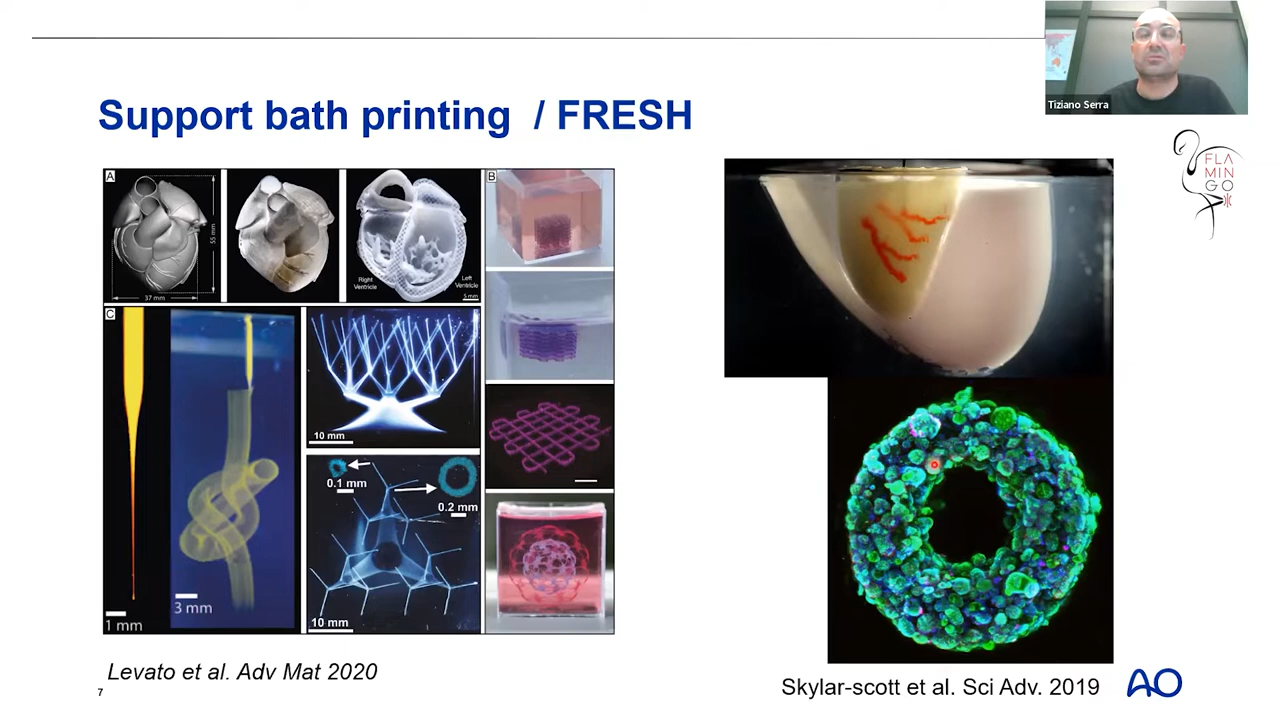 Tiziano Serra
Support bath printing / FRESH
FLA
MIN
GO
A
55 mm
37 mm
Right
Ventricle
Left
Ventricle
5 mm
B
C
10 mm
0.1 mm
0.2 mm
1 mm
3 mm
10 mm
Levato et al. Adv Mat 2020
Skylar-scott et al. Sci Adv. 2019
AO
7